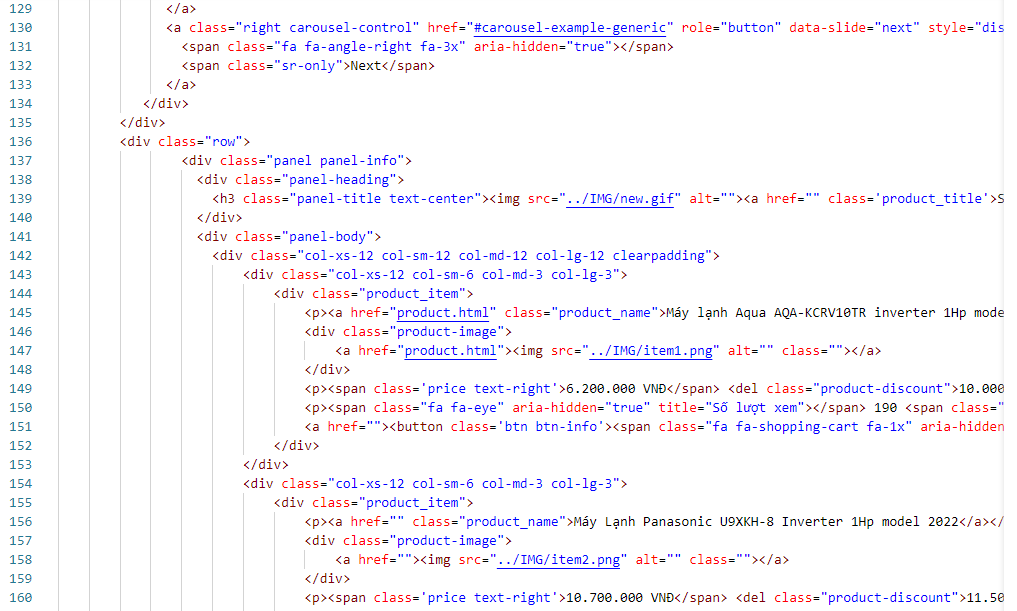 129 </a>
130 <a class="right carousel-control" href="#carousel-example-generic" role="button" data-slide="next" style="dis
131 <span class="fa fa-angle-right fa-3x" aria-hidden="true"></span>
132 <span class="sr-only">Next</span>
133 </a>
134 </div>
135 </div>
136 <div class="row">
137 <div class="panel panel-info">
138 <div class="panel-heading">
139 <h3 class="panel-title text-center"><img src="../IMG/new.gif" alt=""><a href="" class='product_title'>S
140 </div>
141 <div class="panel-body">
142 <div class="col-xs-12 col-sm-12 col-md-12 col-lg-12 clearpadding">
143 <div class="col-xs-12 col-sm-6 col-md-3 col-lg-3">
144 <div class="product_item">
145 <p><a href="product.html" class="product_name">Máy lạnh Aqua AQA-KCRV10TR inverter 1Hp mode
146 <div class="product-image">
147 <a href="product.html"><img src="../IMG/item1.png" alt="" class=""></a>
148 </div>
149 <p><span class='price text-right'>6.200.000 VNĐ</span> <del class="product-discount">10.000
150 <p><span class="fa fa-eye" aria-hidden="true" title="Số lượt xem"></span> 190 <span class="
151 <a href=""><button class='btn btn-info'><span class="fa fa-shopping-cart fa-1x" aria-hidden
152 </div>
153 </div>
154 <div class="col-xs-12 col-sm-6 col-md-3 col-lg-3">
155 <div class="product_item">
156 <p><a href="" class="product_name">Máy Lạnh Panasonic U9XKH-8 Inverter 1Hp model 2022</a></
157 <div class="product-image">
158 <a href=""><img src="../IMG/item2.png" alt="" class=""></a>
159 </div>
160 <p><span class='price text-right'>10.700.000 VNĐ</span> <del class="product-discount">11.50